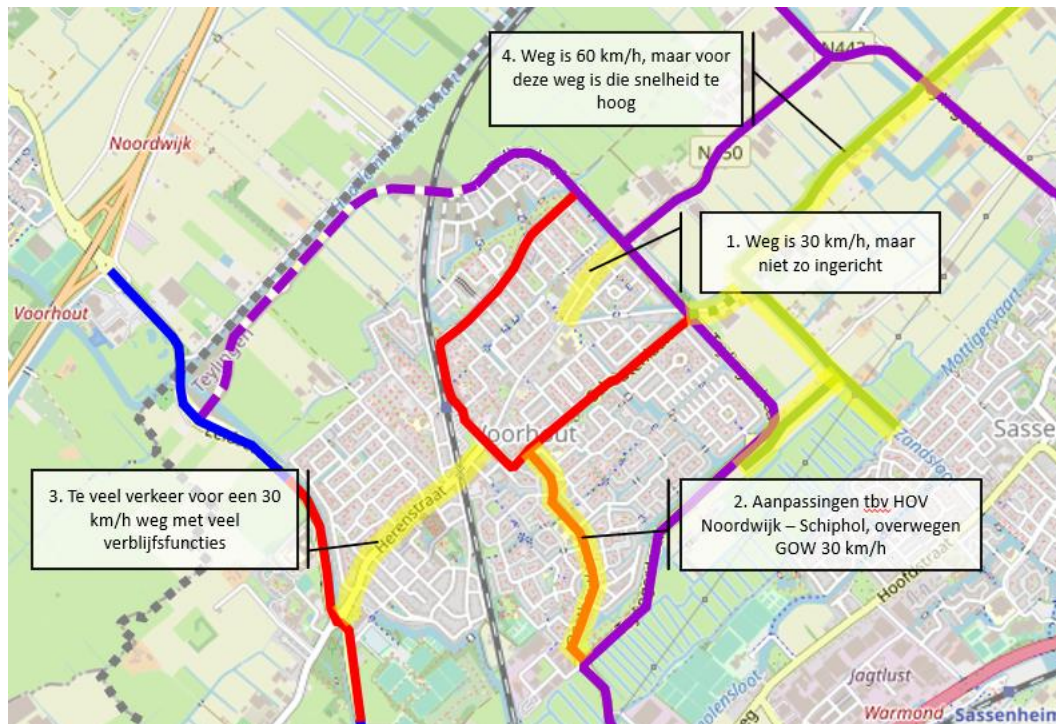 4. Weg is 60 km/h, maar voor
deze weg is die snelheid te
hoog
N443
Noordwijk
1. Weg is 30 km/h, maar
niet zo ingericht
Voorhout
Teylingen
Mottigervaart
Voorhout
Zandsloot
Sasse
3. Te veel verkeer voor een 30
km/h weg met veel
verblijfsfuncties
Herenstraat
2. Aanpassingen tbv HOV
Noordwijk – Schiphol, overwegen
GOW 30 km/h
Hoofdstraat
Jagtlust
Warmond
Sassenheim